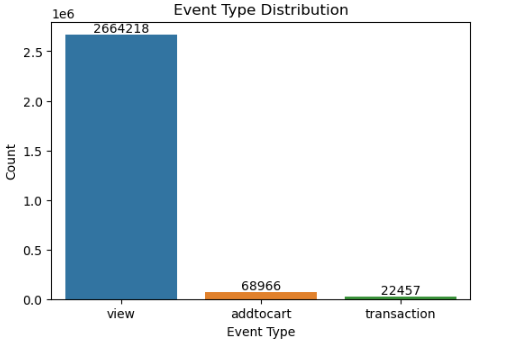 Event Type Distribution
1e6
2664218
2.5
2.0
1.5
1.0
0.5
0.0
68966
22457
Count
view addtocart transaction
Event Type